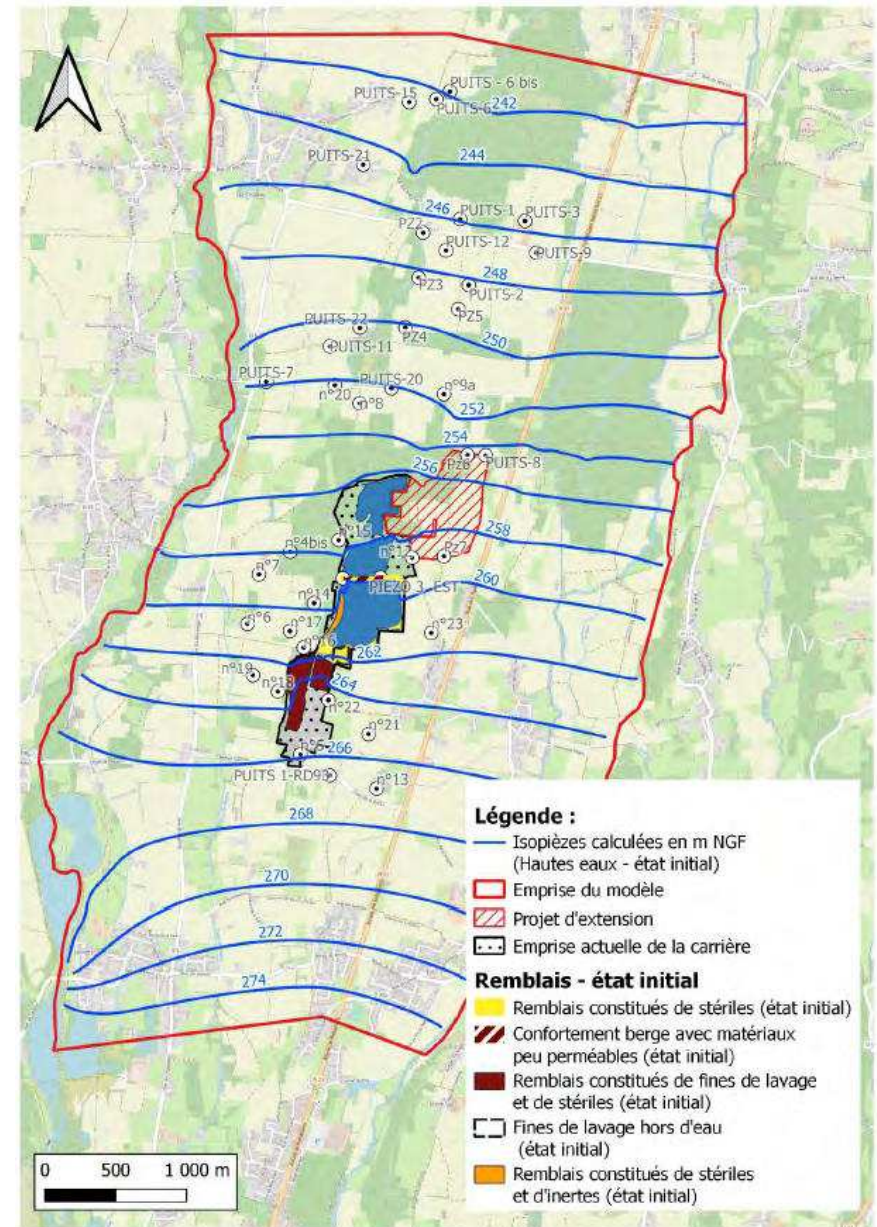 PUITS - 6 bis
PUITS-15
PUITS-6
242
PUITS-21
244
246
PUITS-1
PUITS-3
PZ2
PUITS-12
PUITS-9
248
PZ3
PUITS-2
PZ5
PUITS-22
PZ4
250
PUITS-11
PUITS-7
n°20
PUITS-20
n°9a
n°8
252
254
Pz6
PUITS-8
256
258
n°15
n°4bis
n°12
Pz7
n°7
PIEZO 3, EST
260
n°14
n°6
n°17
n°23
n°16
262
n°19
n°18
264
n°22
n°21
n°5
266
PUITS 1-RD93
n°13
268
270
272
274
Légende :
Isopièzes calculées en m NGF
(Hautes eaux - état initial)
Emprise du modèle
Projet d'extension
Emprise actuelle de la carrière
Remblais - état initial
Remblais constitués de stériles (état initial)
Confortement berge avec matériaux
peu perméables (état initial)
Remblais constitués de fines de lavage
et de stériles (état initial)
Fines de lavage hors d'eau
(état initial)
Remblais constitués de stériles
et d'inertes (état initial)
0 500 1 000 m